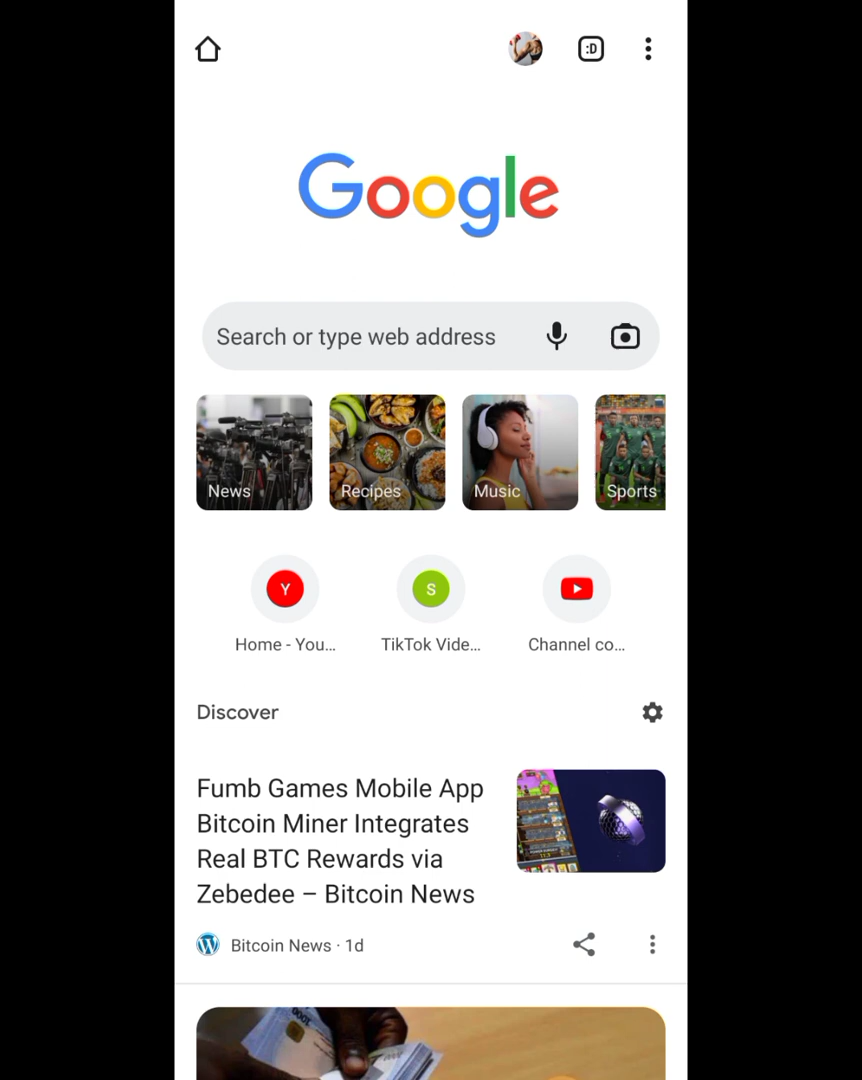 :D
Google
Search or type web address
News
Recipes
Music
Sports
Y
S
Home - You...
TikTok Vide...
Channel co...
Discover
Fumb Games Mobile App
Bitcoin Miner Integrates
Real BTC Rewards via
Zebedee – Bitcoin News
Bitcoin News · 1d